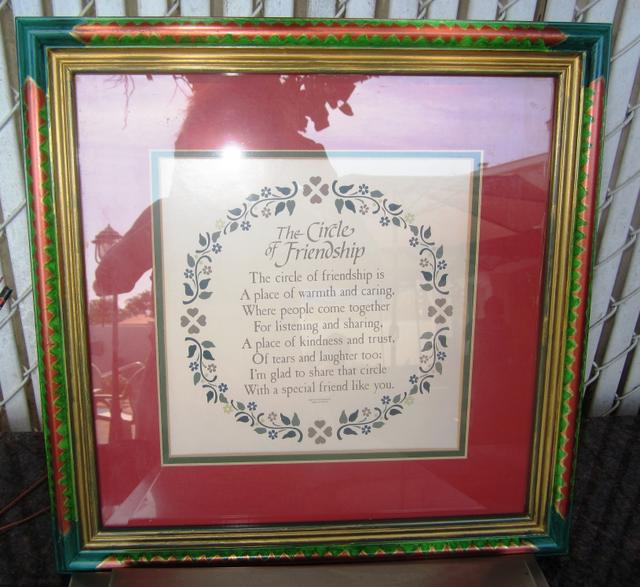 The Circle
of Friendship
The circle of friendship is
A place of warmth and caring,
Where people come together
For listening and sharing,
A place of kindness and trust,
Of tears and laughter too:
I'm glad to share that circle
With a special friend like you.